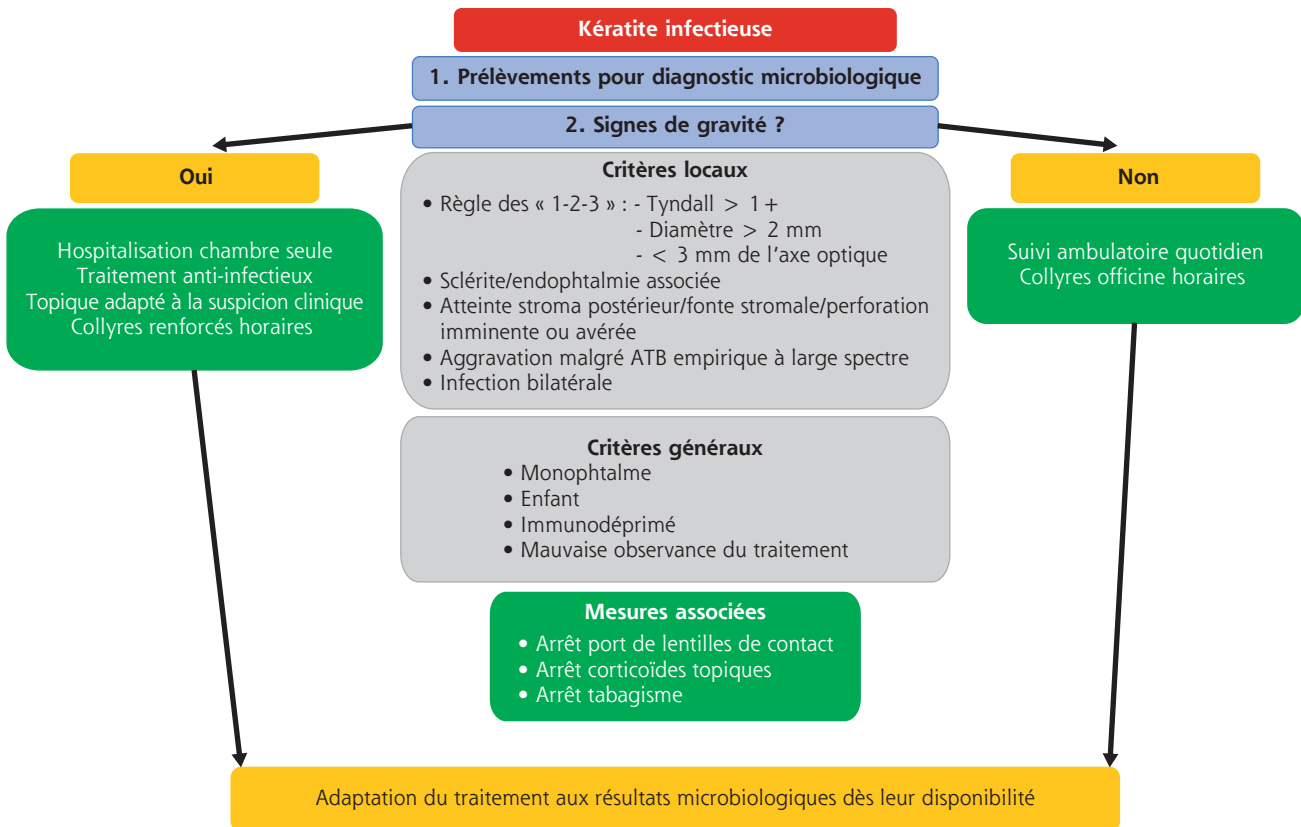 Kératite infectieuse
1. Prélèvements pour diagnostic microbiologique
2. Signes de gravité ?
Oui
Hospitalisation chambre seule
Traitement anti-infectieux
Topique adapté à la suspicion clinique
Collyres renforcés horaires
Critères locaux
• Règle des « 1-2-3 » : - Tyndall > 1 +
- Diamètre > 2 mm
- < 3 mm de l'axe optique
• Sclérite/endophtalmie associée
• Atteinte stroma postérieur/fonte stromale/perforation
imminente ou avérée
• Aggravation malgré ATB empirique à large spectre
• Infection bilatérale
Non
Suivi ambulatoire quotidien
Collyres officine horaires
Critères généraux
• Monophtalme
• Enfant
• Immunodéprimé
• Mauvaise observance du traitement
Mesures associées
• Arrêt port de lentilles de contact
• Arrêt corticoïdes topiques
• Arrêt tabagisme
Adaptation du traitement aux résultats microbiologiques dès leur disponibilité